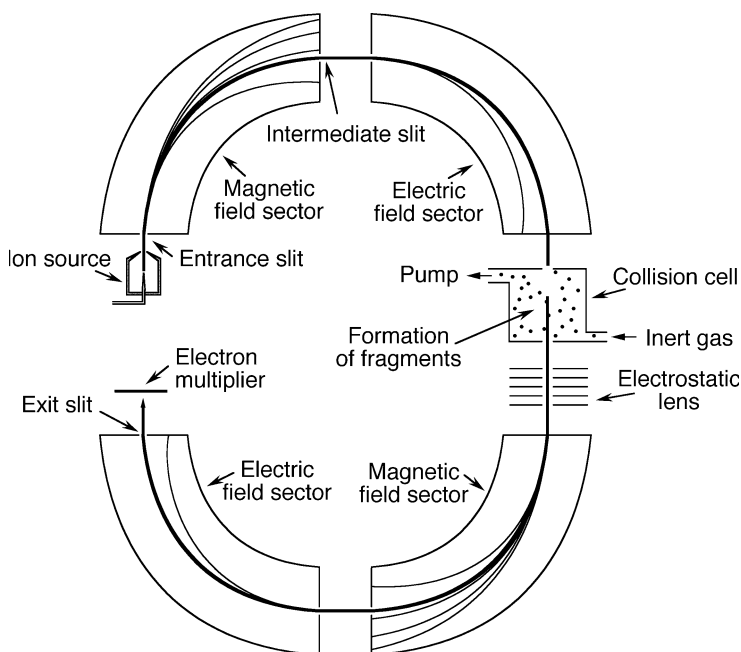 Intermediate slit
Magnetic
field sector
Electric
field sector
Ion source
Entrance slit
Pump
Collision cell
Formation
of fragments
Inert gas
Electron
multiplier
Electrostatic
lens
Exit slit
Electric
field sector
Magnetic
field sector